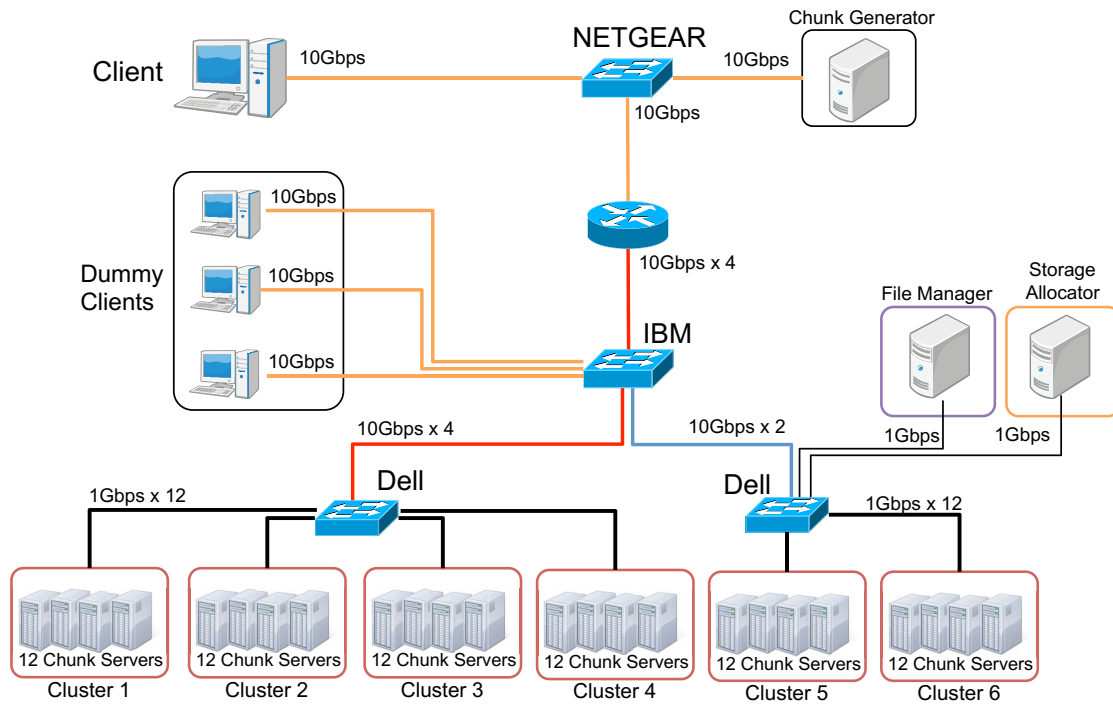 Chunk Generator
NETGEAR
Client
10Gbps
10Gbps
10Gbps
10Gbps
10Gbps
10Gbps
Dummy
Clients
10Gbps x 4
Storage
Allocator
File Manager
IBM
10Gbps x 4
10Gbps x 2
1Gbps
1Gbps
Dell
Dell
1Gbps x 12
1Gbps x 12
12 Chunk Servers
12 Chunk Servers
12 Chunk Servers
12 Chunk Servers
12 Chunk Servers
12 Chunk Servers
Cluster 1
Cluster 2
Cluster 3
Cluster 4
Cluster 5
Cluster 6